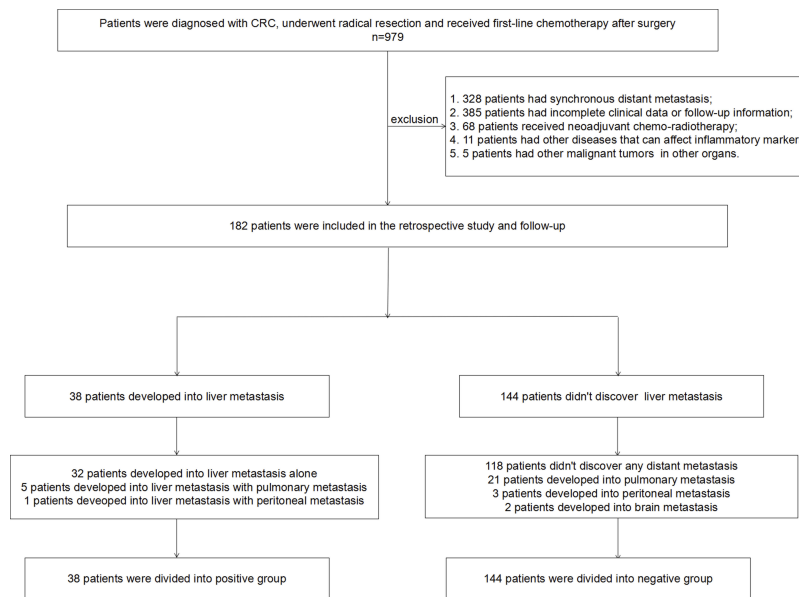 Patients were diagnosed with CRC, underwent radical resection and received first-line chemotherapy after surgery
n=979
exclusion
1. 328 patients had synchronous distant metastasis;
2. 385 patients had incomplete clinical data or follow-up information;
3. 68 patients received neoadjuvant chemo-radiotherapy;
4. 11 patients had other diseases that can affect inflammatory marker
5. 5 patients had other malignant tumors in other organs.
182 patients were included in the retrospective study and follow-up
38 patients developed into liver metastasis
144 patients didn't discover liver metastasis
32 patients developed into liver metastasis alone
5 patients developed into liver metastasis with pulmonary metastasis
1 patients deveoped into liver metastasis with peritoneal metastasis
118 patients didn't discover any distant metastasis
21 patients developed into pulmonary metastasis
3 patients developed into peritoneal metastasis
2 patients developed into brain metastasis
38 patients were divided into positive group
144 patients were divided into negative group